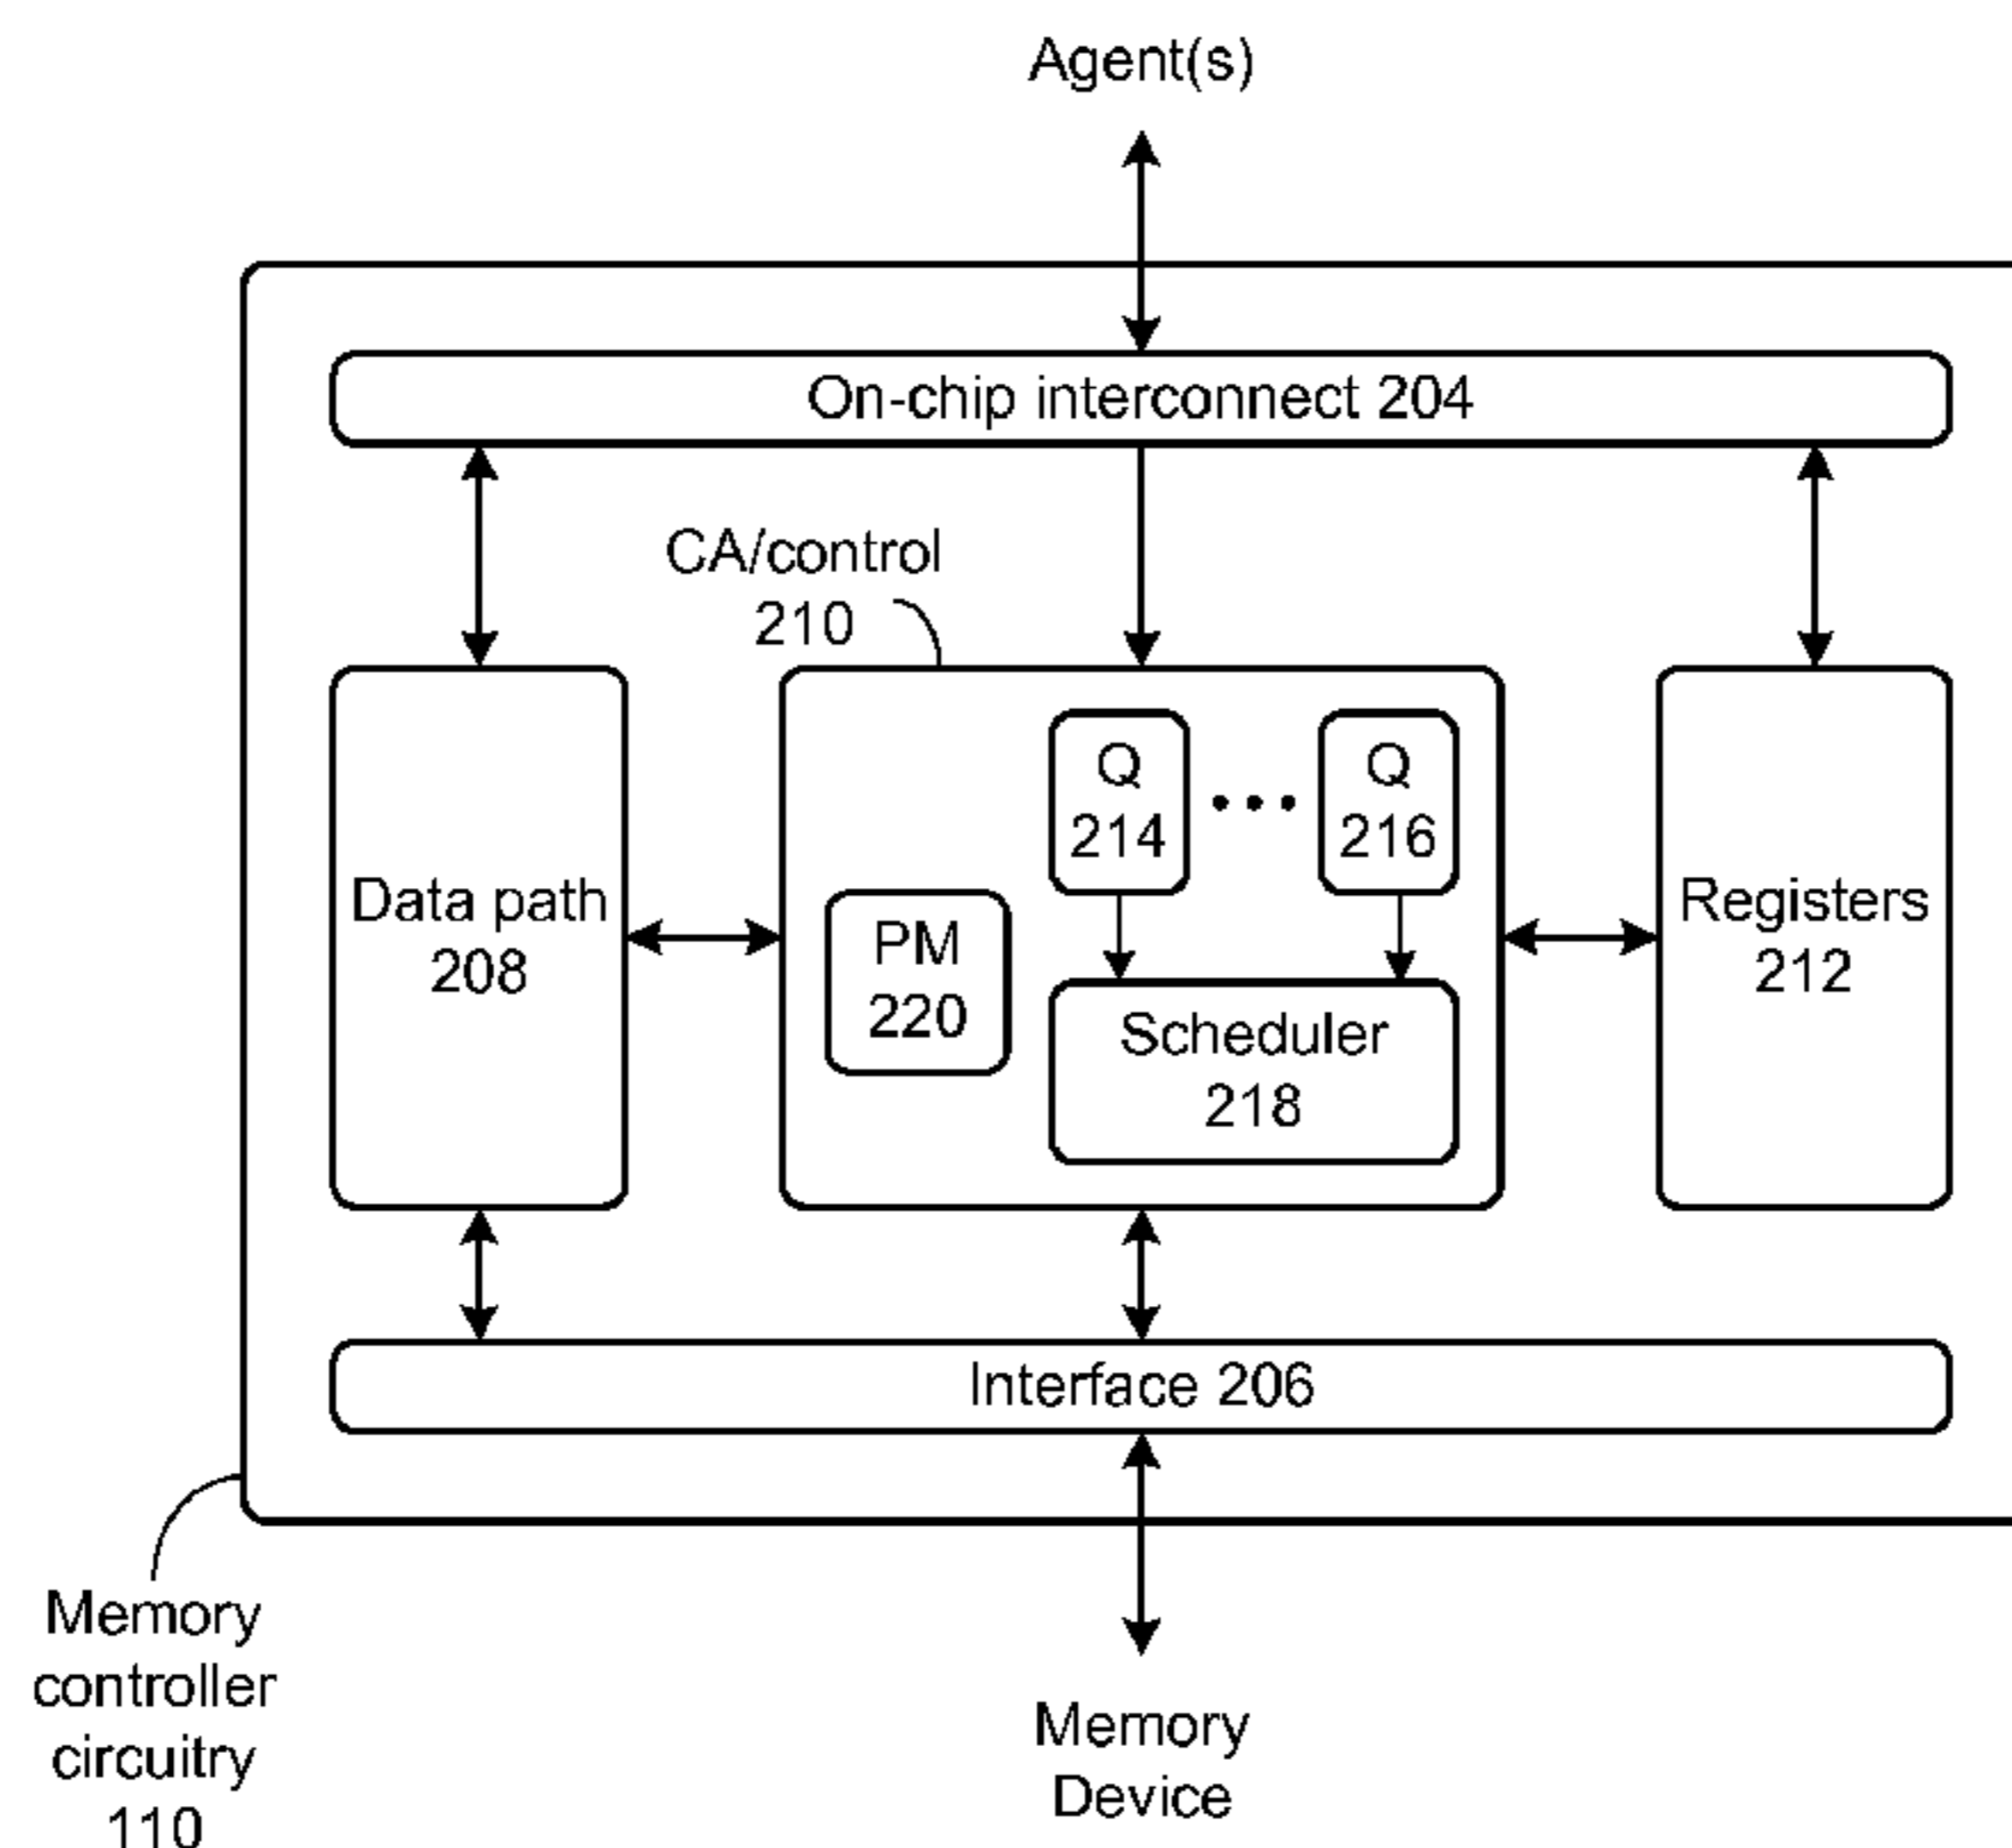 Agent(s)
On-chip interconnect 204
CA/control
210
Q
214
Q
216
Data path
208
PM
220
Scheduler
218
Registers
212
Interface 206
Memory
controller
circuitry
110
Memory
Device